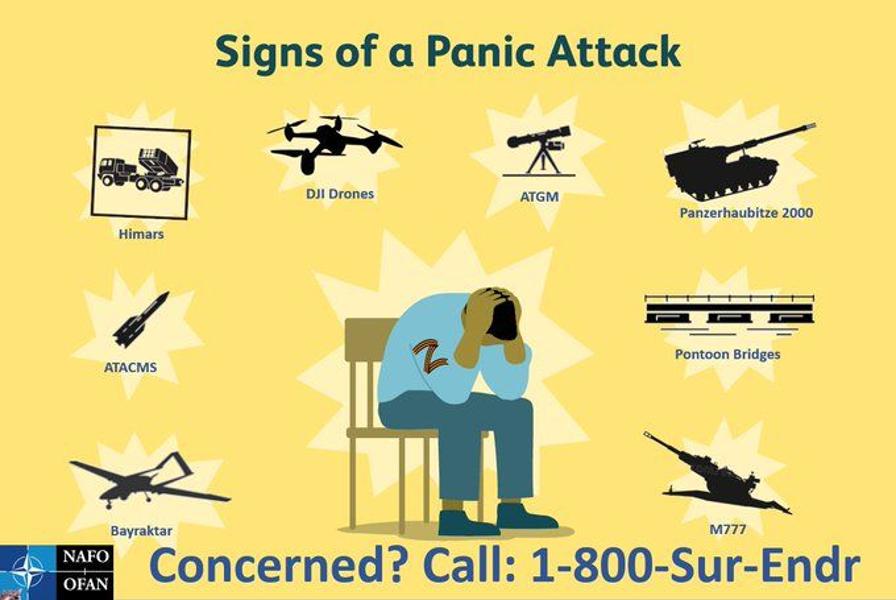 Signs of a Panic Attack
Himars
DJI Drones
ATGM
Panzerhaubitze 2000
ATACMS
Z
Pontoon Bridges
Bayraktar
M777
NAFO
OFAN
Concerned? Call: 1-800-Sur-Endr